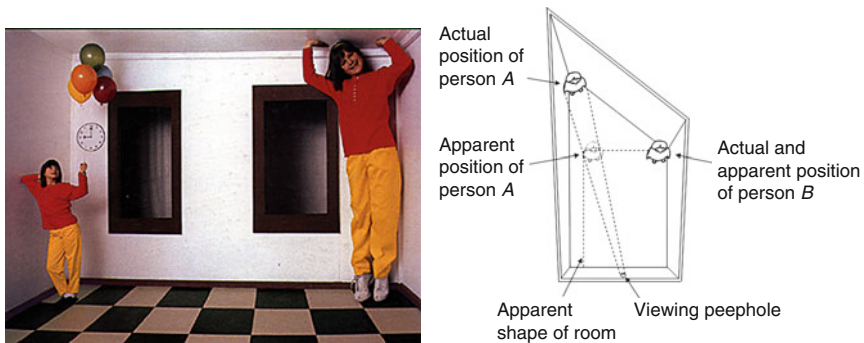 Actual
position of
person A
Apparent
position of
person A
Actual and
apparent position
of person B
Apparent
shape of room
Viewing peephole